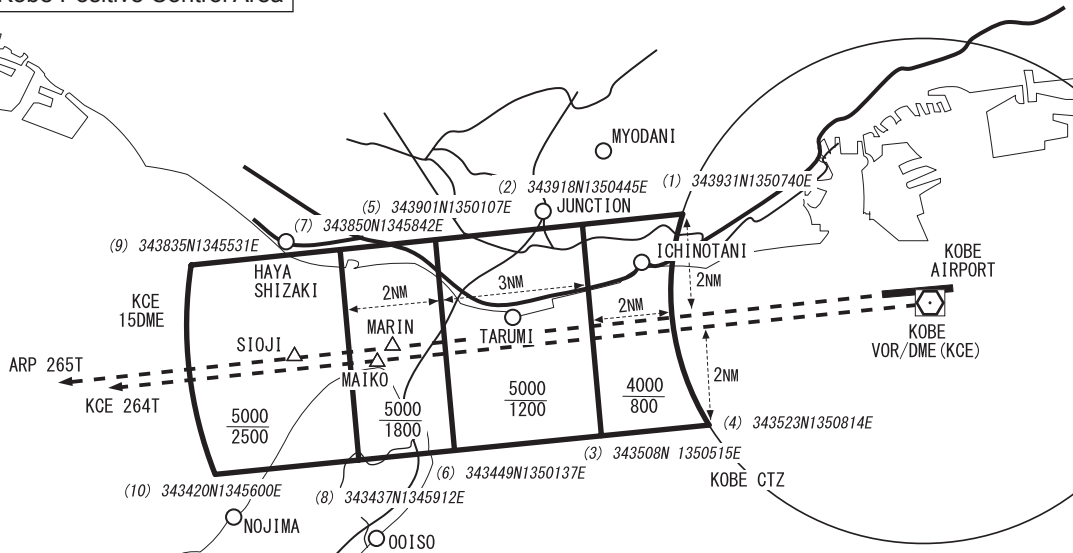 Kobe Positive Control Area
MYODANI
(2) 343918N1350445E
(1) 343931N1350740E
(5) 343901N1350107E
JUNCTION
(7) 343850N1345842E
(9) 343835N1345531E
HAYA
SHIZAKI
ICHINOTANI
KOBE
AIRPORT
KCE
15DME
2NM
3NM
2NM
2NM
MARIN
TARUMI
SIOJI
KOBE
VOR/DME(KCE)
ARP 265T
MAIKO
2NM
KCE 264T
5000
2500
5000
1800
5000
1200
4000
800
(4) 343523N1350814E
(3) 343508N 1350515E
(6) 343449N1350137E
KOBE CTZ
(10) 343420N1345600E
(8) 343437N1345912E
NOJIMA
OOISO